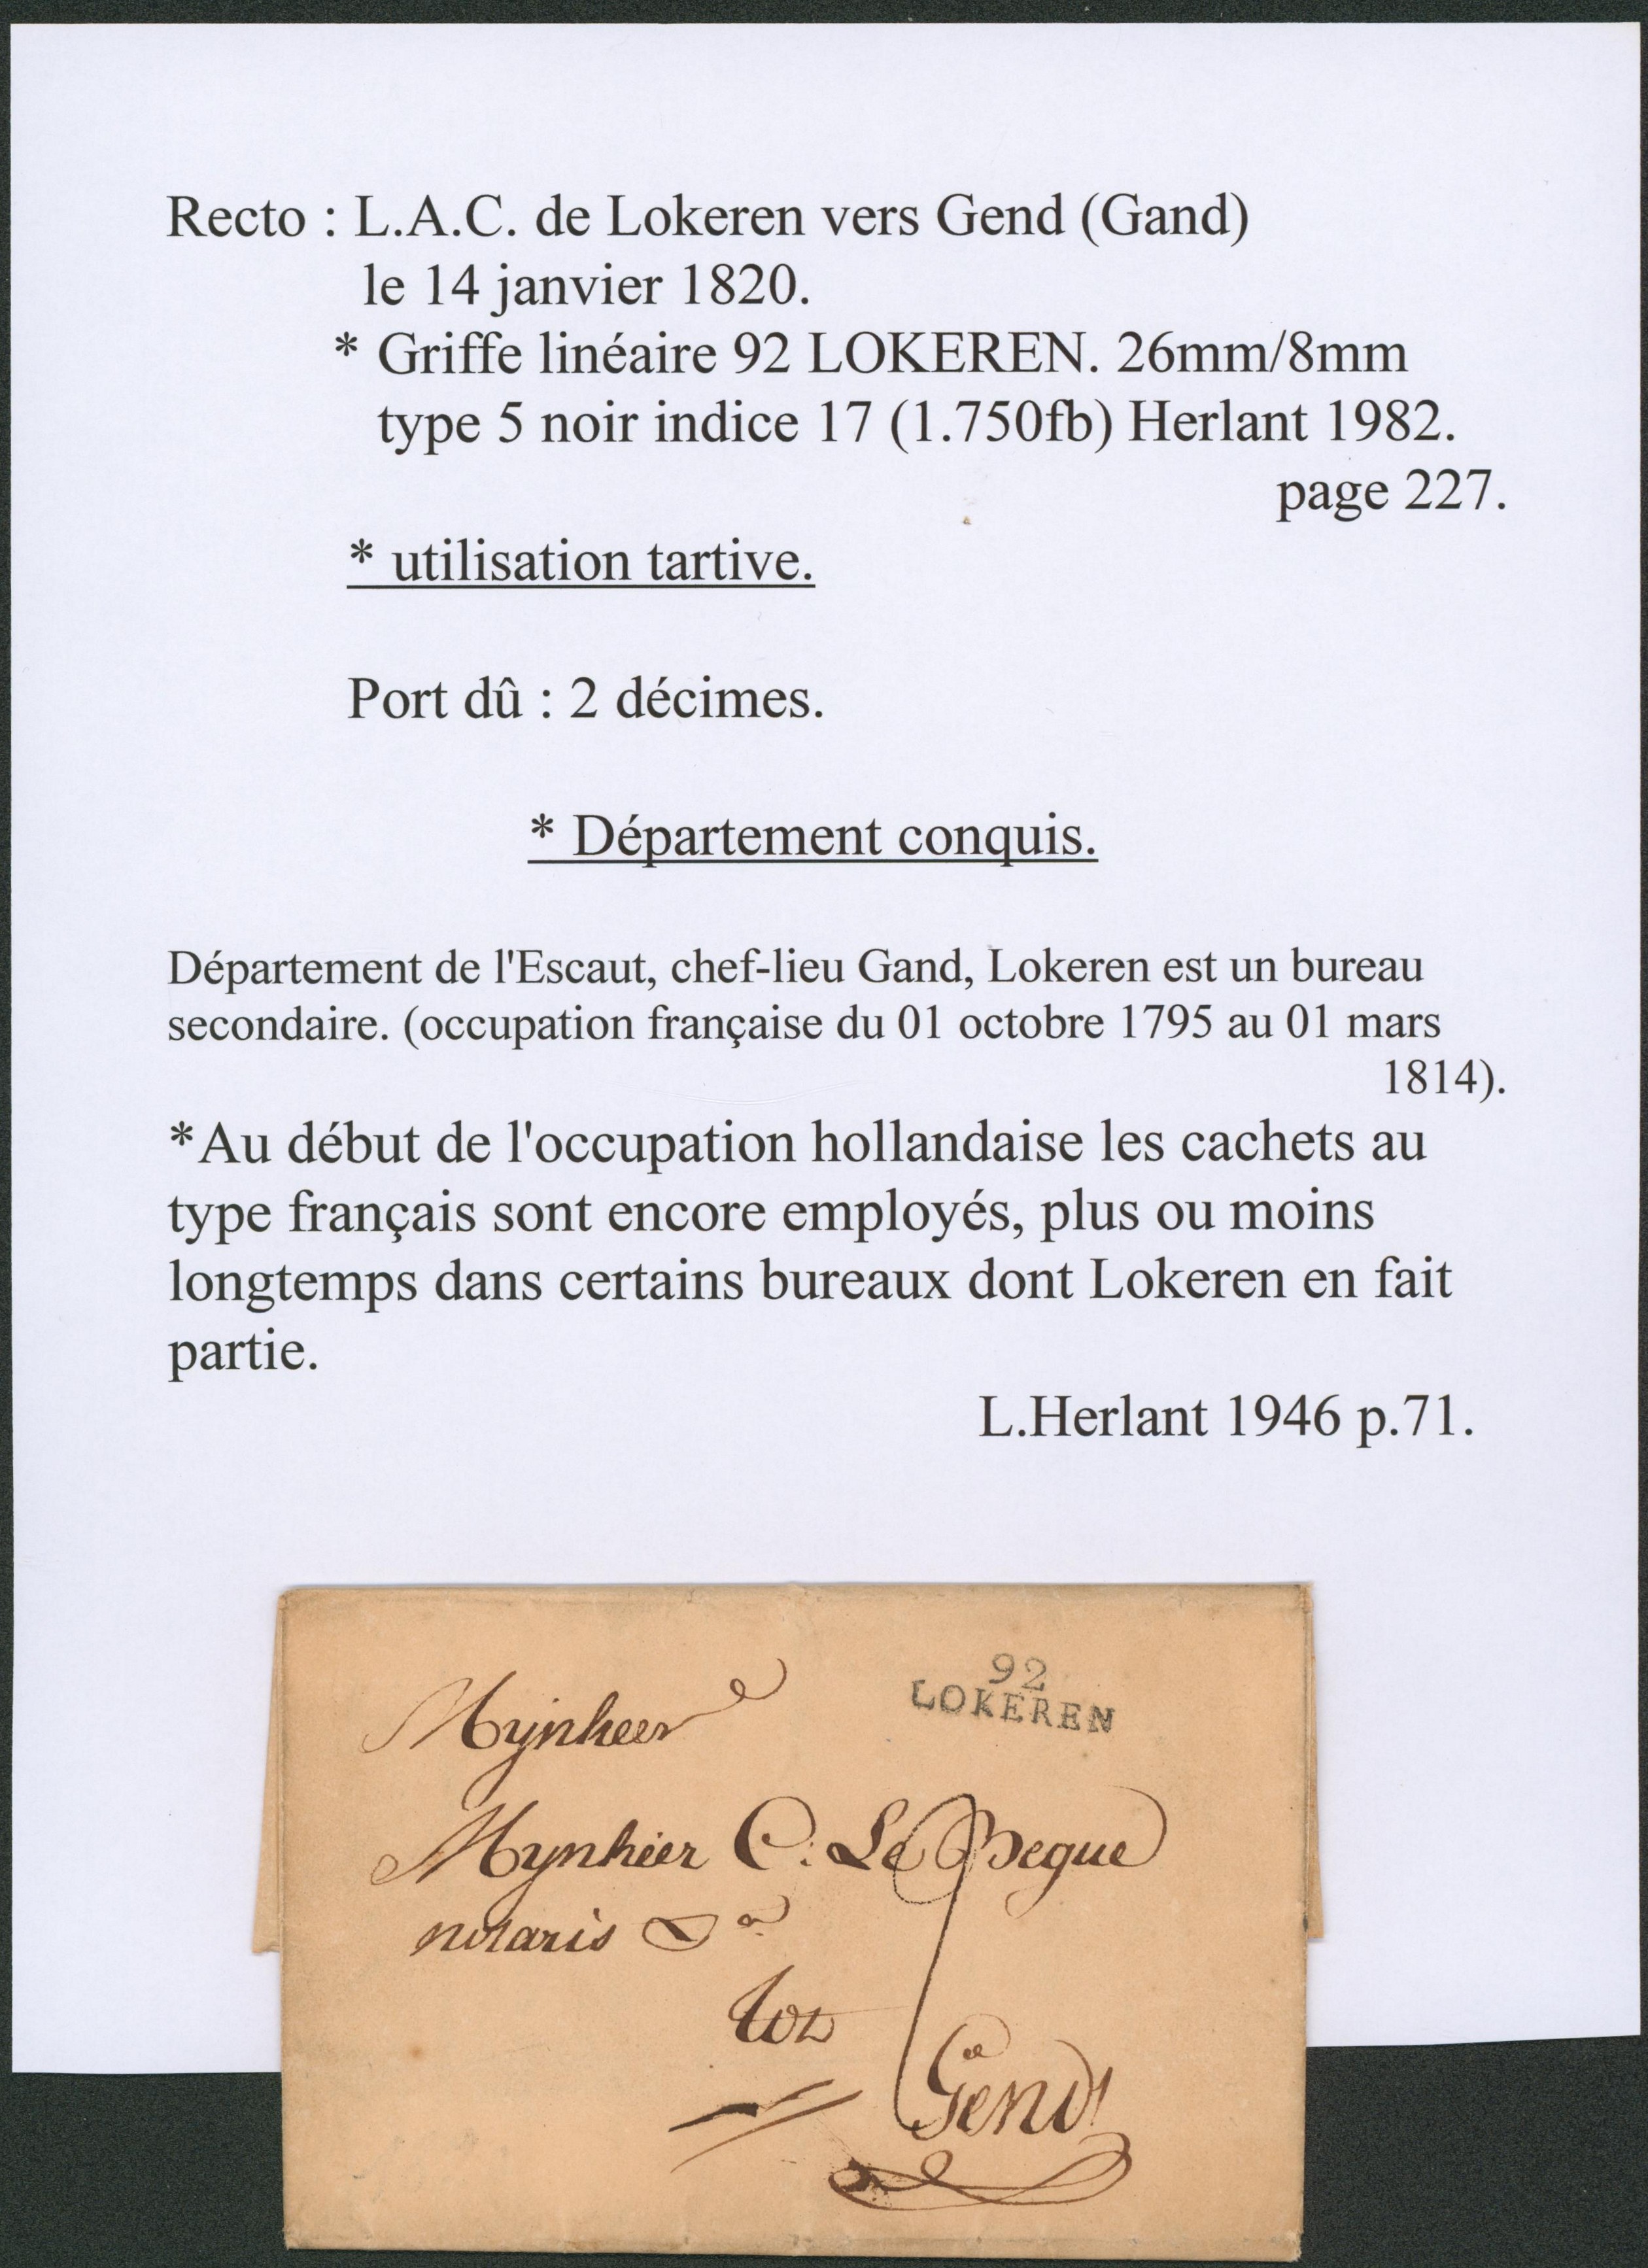 Recto : L.A.C. de Lokeren vers Gend (Gand)
le 14 janvier 1820.
* Griffe linéaire 92 LOKEREN. 26mm/8mm
type 5 noir indice 17 (1.750fb) Herlant 1982.
page 227.
* utilisation tartive.
Port dû : 2 décimes.
* Département conquis.
Département de l'Escaut, chef-lieu Gand, Lokeren est un bureau
secondaire. (occupation française du 01 octobre 1795 au 01 mars
1814).
*Au début de l'occupation hollandaise les cachets au
type français sont encore employés, plus ou moins
longtemps dans certains bureaux dont Lokeren en fait
partie.
L.Herlant 1946 p.71.
92
LOKEREN
Mynheer
Mynheer C: Le Begue
notaris &a
tot
Gend